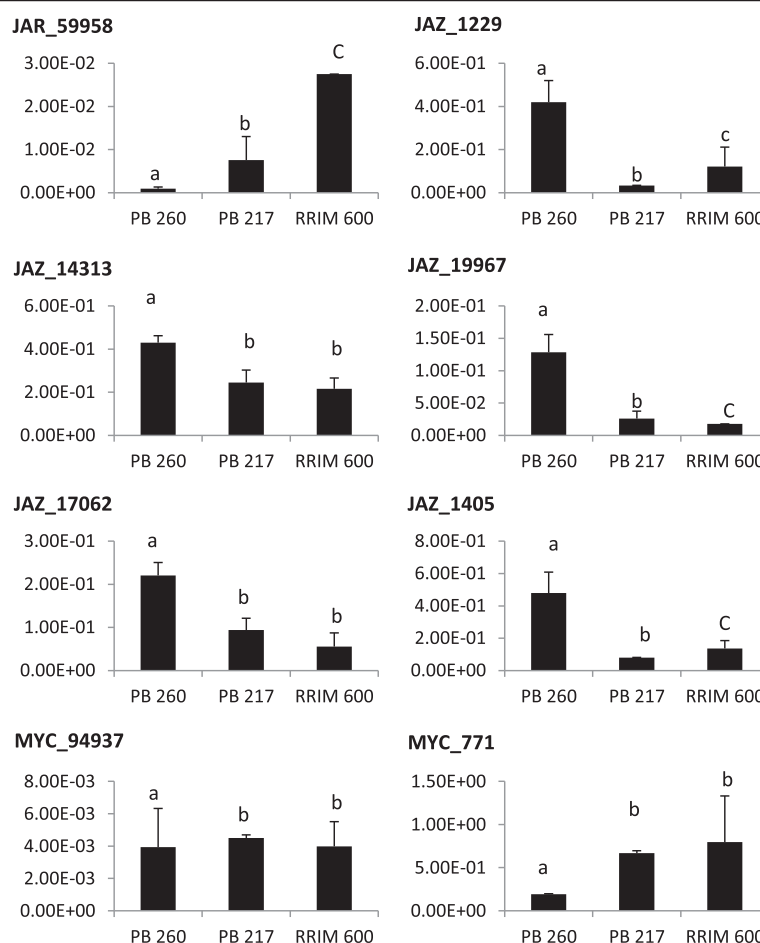 JAR_59958
3.00E-02
2.00E-02
1.00E-02
0.00E+00
a
b
C
PB 260 PB 217 RRIM 600
JAZ_1229
6.00E-01
4.00E-01
2.00E-01
0.00E+00
a
b
c
PB 260 PB 217 RRIM 600
JAZ_14313
6.00E-01
4.00E-01
2.00E-01
0.00E+00
a
b
b
PB 260 PB 217 RRIM 600
JAZ_19967
2.00E-01
1.50E-01
1.00E-01
5.00E-02
0.00E+00
a
b
C
PB 260 PB 217 RRIM 600
JAZ_17062
3.00E-01
2.00E-01
1.00E-01
0.00E+00
a
b
b
PB 260 PB 217 RRIM 600
JAZ_1405
8.00E-01
6.00E-01
4.00E-01
2.00E-01
0.00E+00
a
b
C
PB 260 PB 217 RRIM 600
MYC_94937
8.00E-03
6.00E-03
4.00E-03
2.00E-03
0.00E+00
a
b
b
PB 260 PB 217 RRIM 600
MYC_771
1.50E+00
1.00E+00
5.00E-01
0.00E+00
a
b
b
PB 260 PB 217 RRIM 600